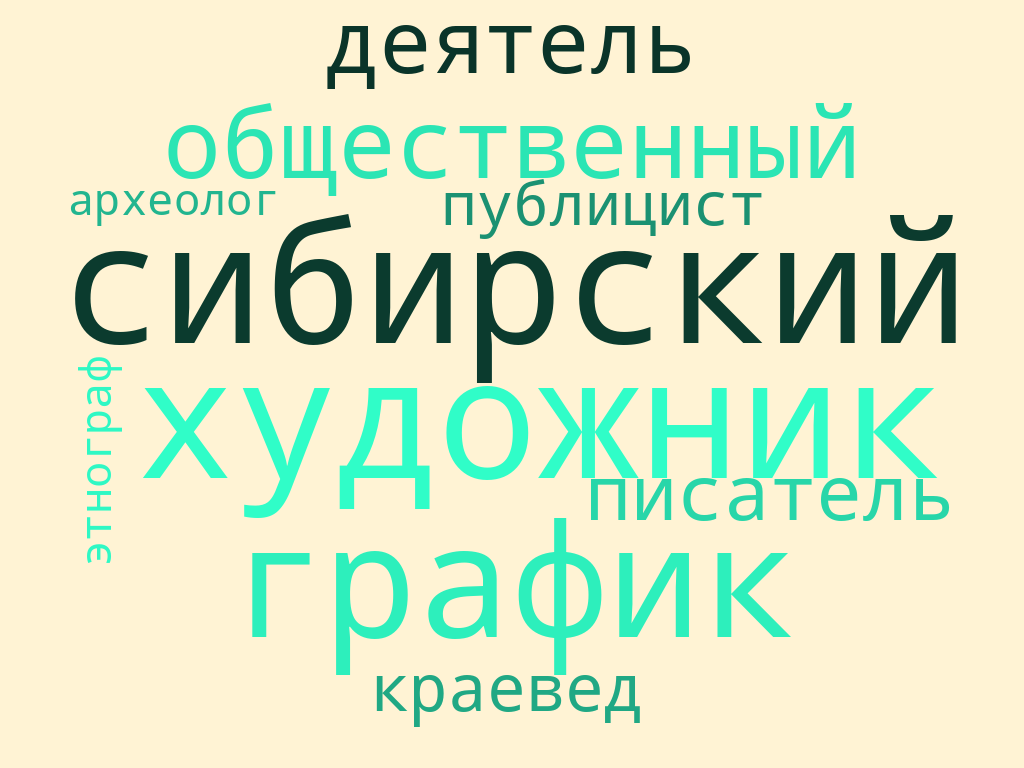 деятель
общественный
археолог
публицист
сибирский
этнограф
художник
писатель
график
краевед